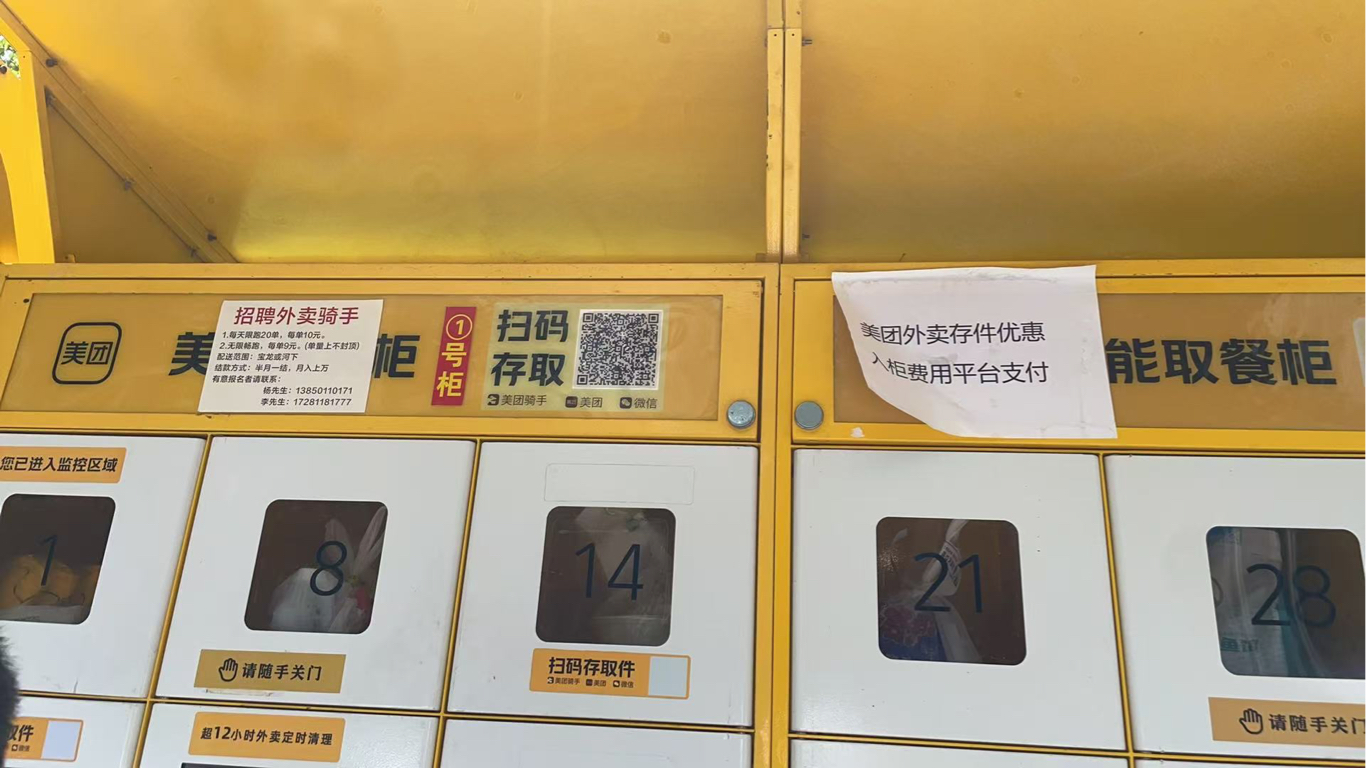 美团
美
柜
招聘外卖骑手
1.每天限跑20单，每单10元。
2.无限畅跑，每单9元。(单量上不封顶)
配送范围：宝龙或河下
结款方式：半月一结，月入上万
有意报名者请联系：
杨先生：13850110171
李先生：17281181777
①号柜
扫码
存取
美团骑手 美团 微信
美团外卖存件优惠
入柜费用平台支付
能取餐柜
您已进入监控区域
1
8
14
21
28
请随手关门
扫码存取件
美团骑手 美团 微信
请随手关门
取件
微信
超12小时外卖定时清理